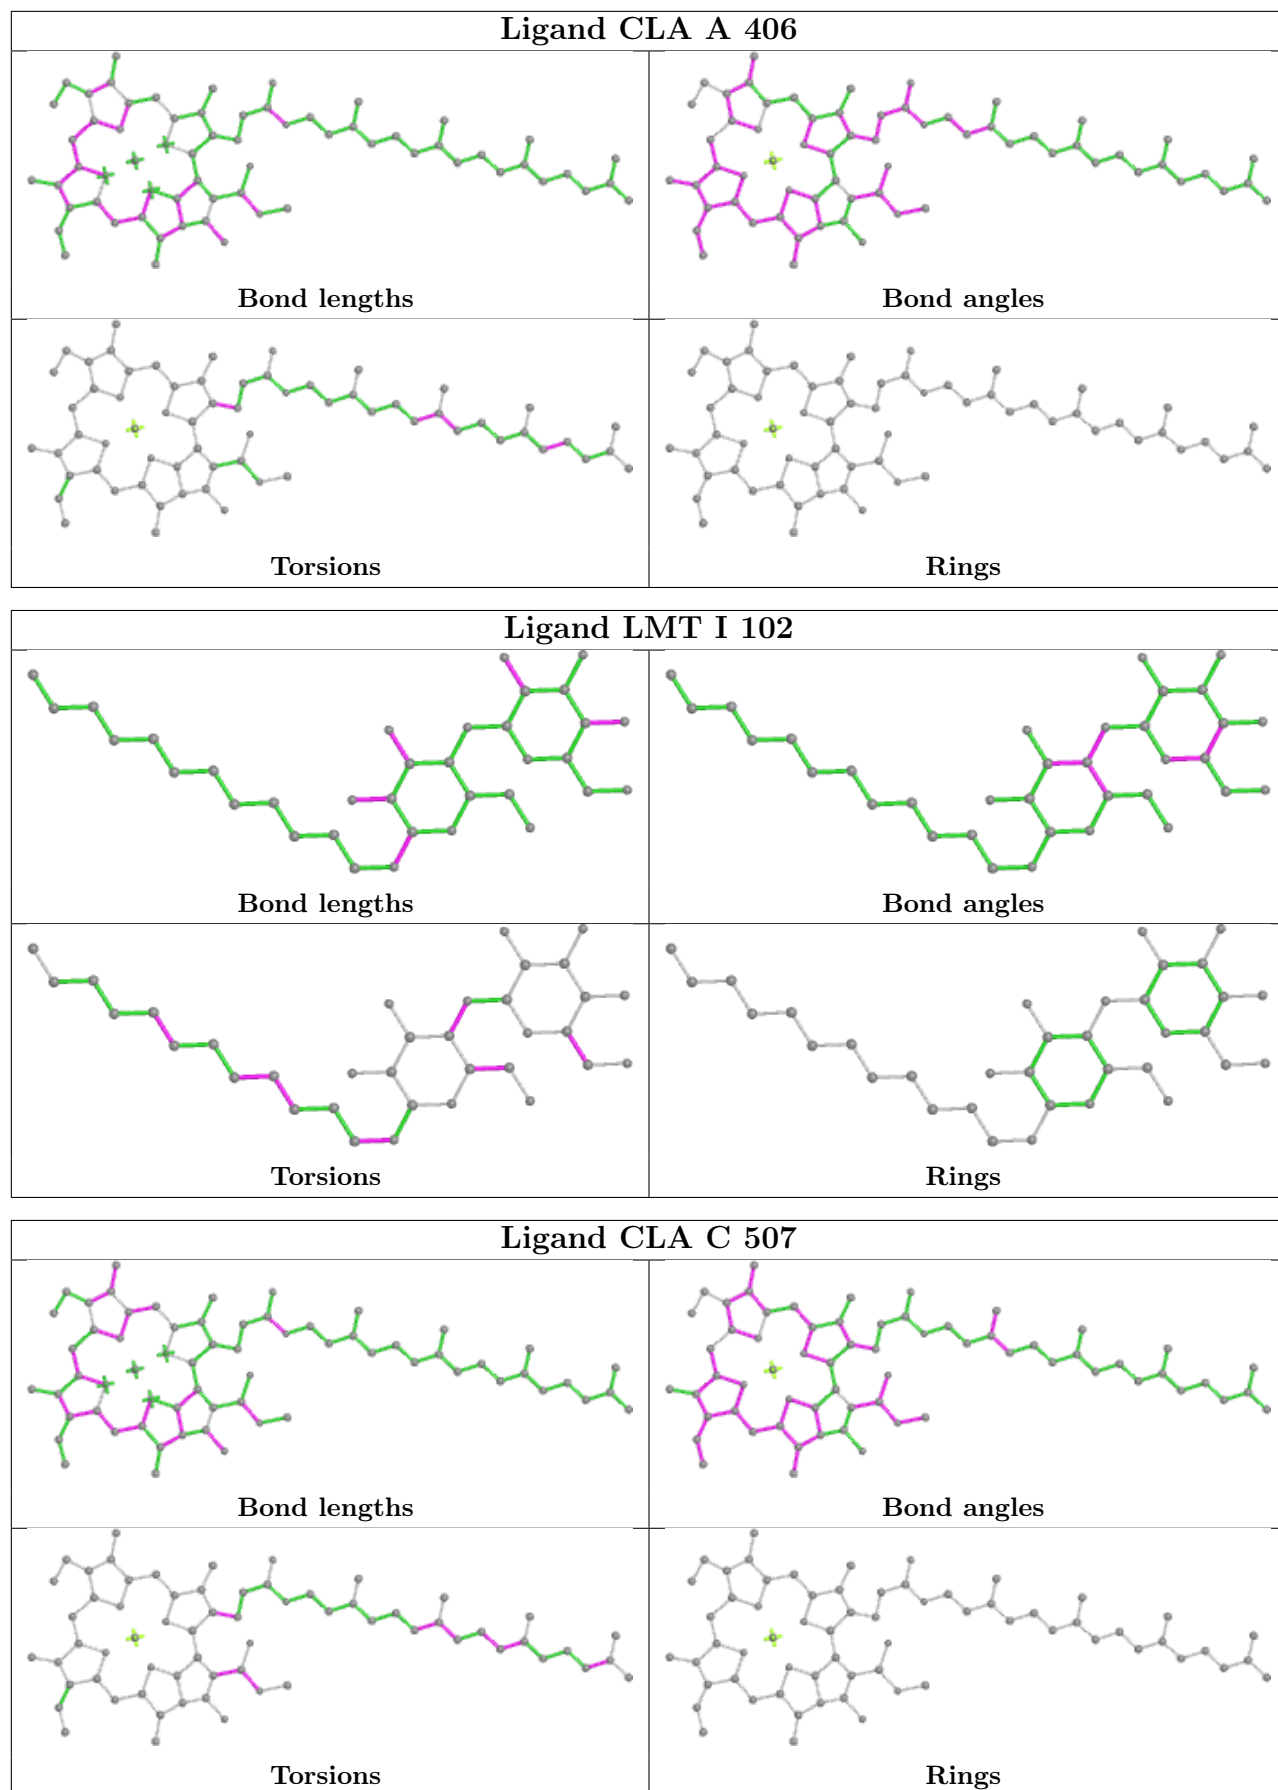 Ligand CLA A 406
Bond lengths
Bond angles
Torsions
Rings
Ligand LMT I 102
Bond lengths
Bond angles
Torsions
Rings
Ligand CLA C 507
Bond lengths
Bond angles
Torsions
Rings